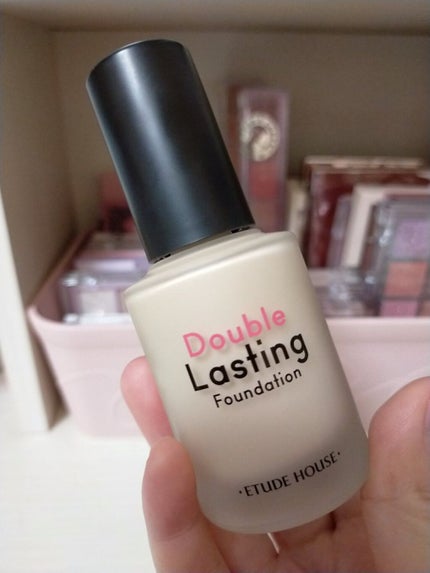 Double
Lasting
Foundation
·ETUDE HOUSE·